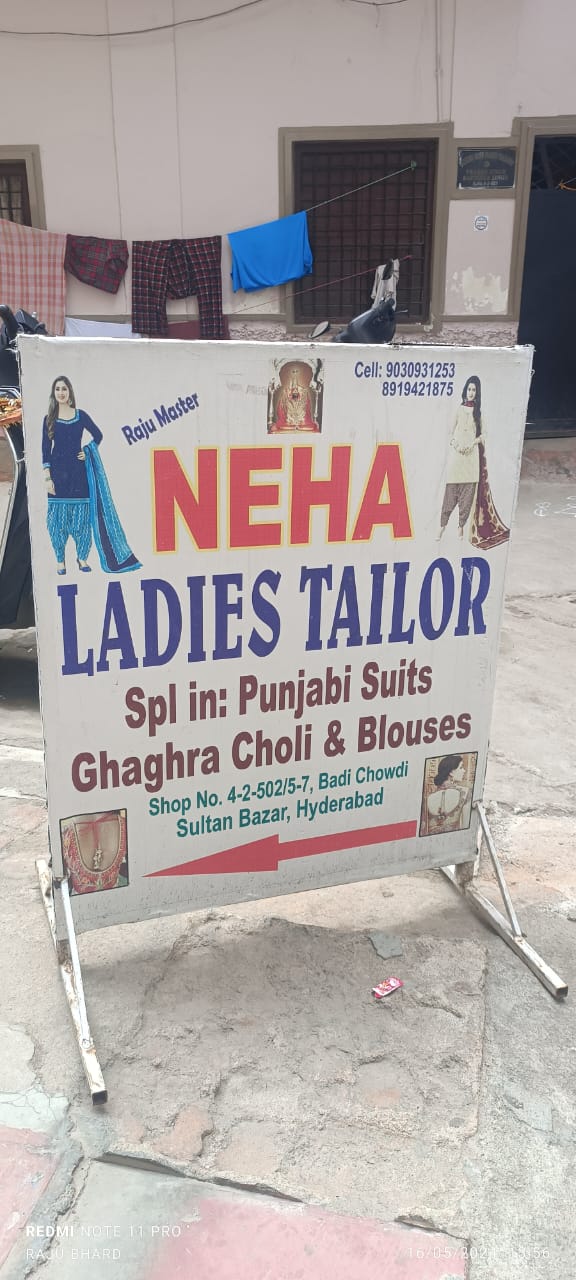 Cell: 9030931253
8919421875
Raju Master
NEHA
LADIES TAILOR
Spl in: Punjabi Suits
Ghaghra Choli & Blouses
Shop No. 4-2-502/5-7, Badi Chowdi
Sultan Bazar, Hyderabad
REDMI NOTE 11 PRO
RAJU BHARD